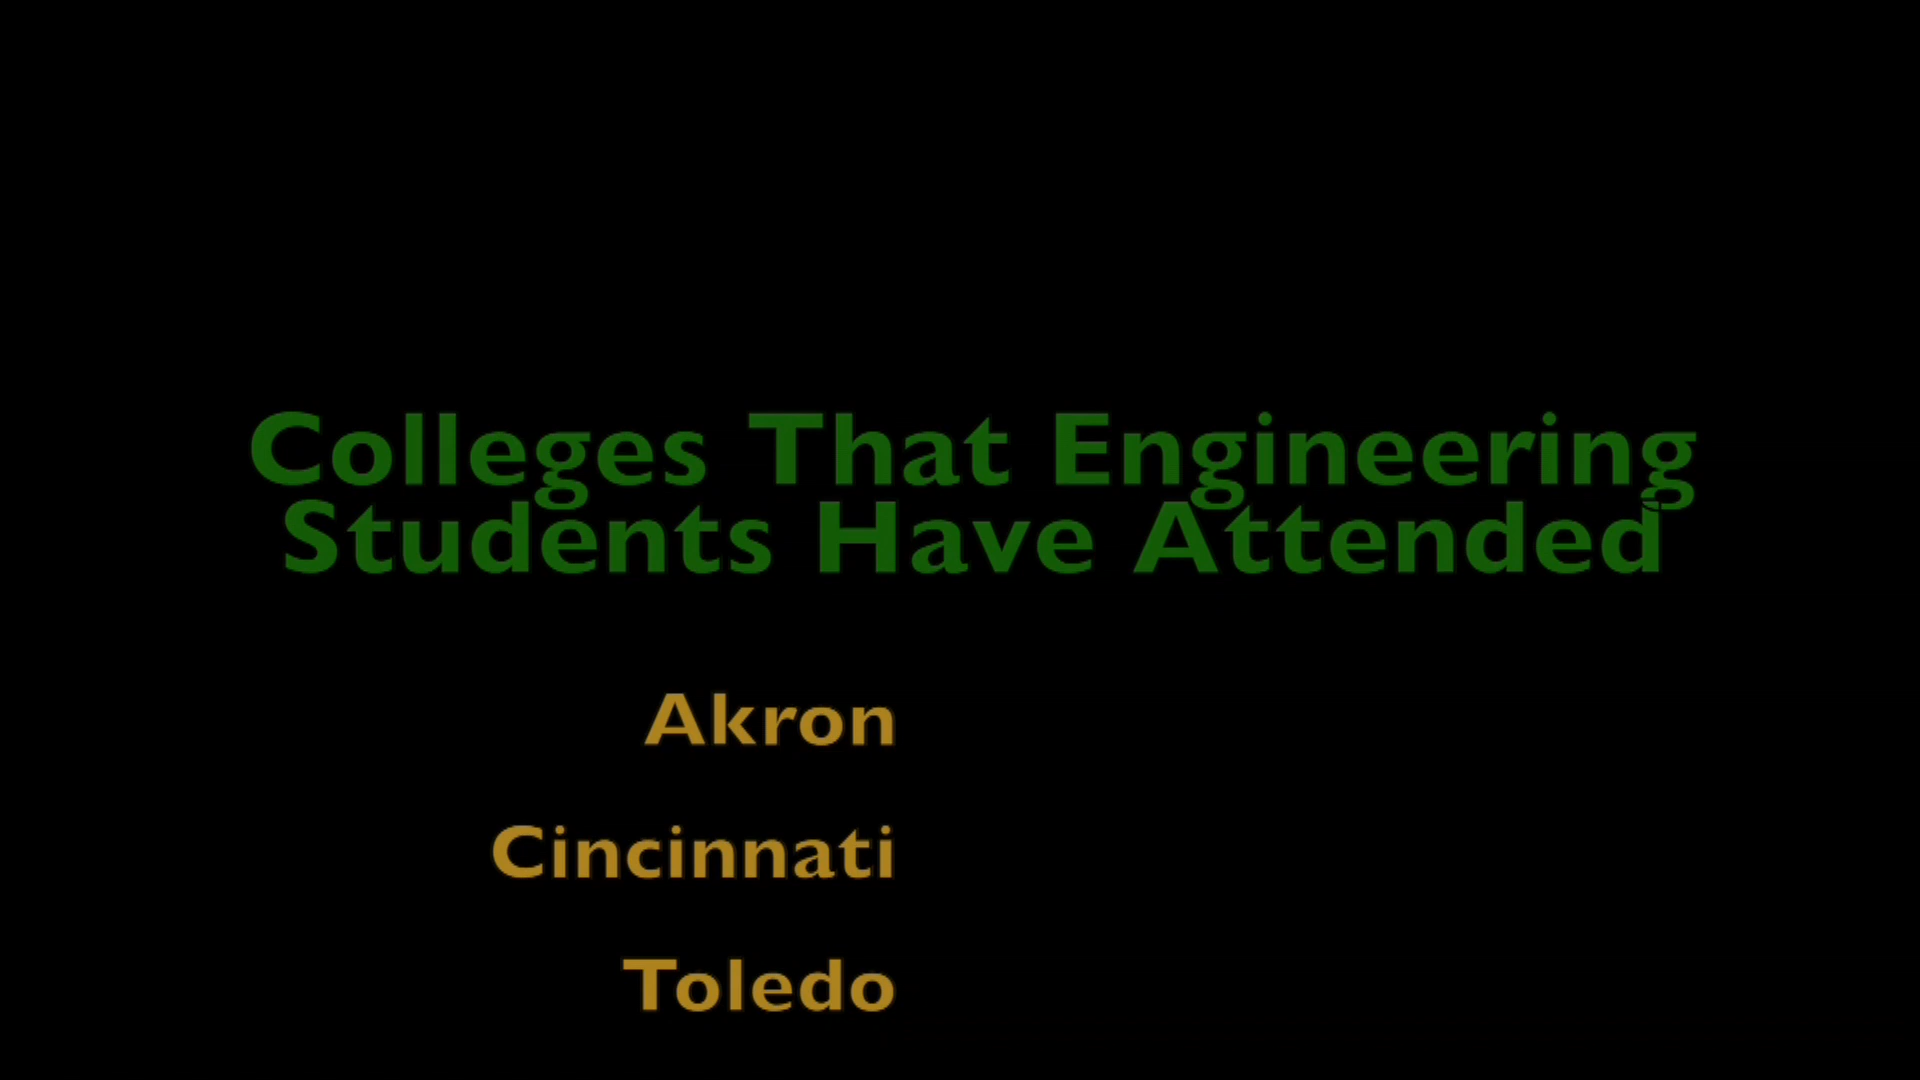 Colleges That Engineering
Students Have Attended
Akron
Cincinnati
Toledo